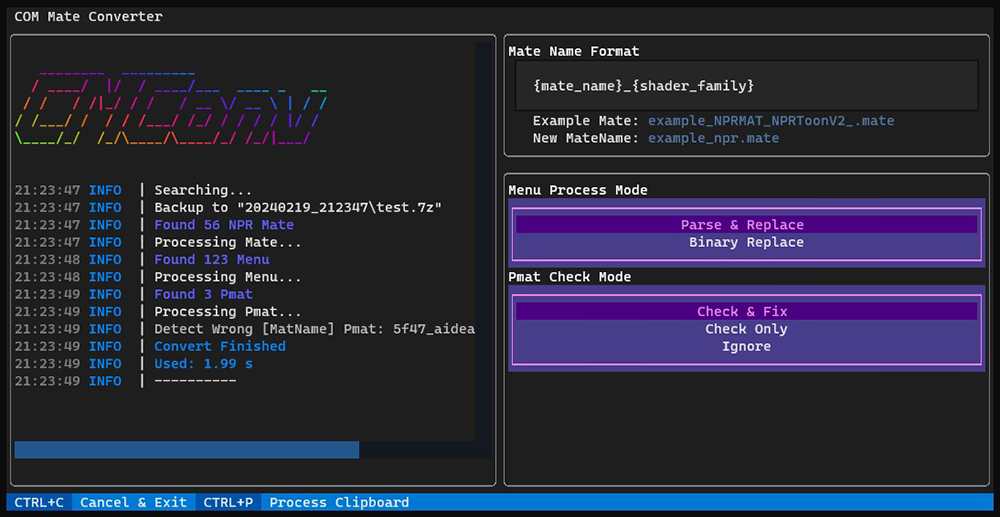 COM Mate Converter
21:23:47 INFO | Searching...
21:23:47 INFO | Backup to "20240219_212347\test.7z"
21:23:47 INFO | Found 56 NPR Mate
21:23:47 INFO | Processing Mate...
21:23:48 INFO | Found 123 Menu
21:23:48 INFO | Processing Menu...
21:23:49 INFO | Found 3 Pmat
21:23:49 INFO | Processing Pmat...
21:23:49 INFO | Detect Wrong [MatName] Pmat: 5f47_aidea
21:23:49 INFO | Convert Finished
21:23:49 INFO | Used: 1.99 s
21:23:49 INFO | ----------
Mate Name Format
{mate_name}_{shader_family}
Example Mate: example_NPRMAT_NPRToonV2_.mate
New MateName: example_npr.mate
Menu Process Mode
Parse & Replace
Binary Replace
Pmat Check Mode
Check & Fix
Check Only
Ignore
CTRL+C Cancel & Exit CTRL+P Process Clipboard